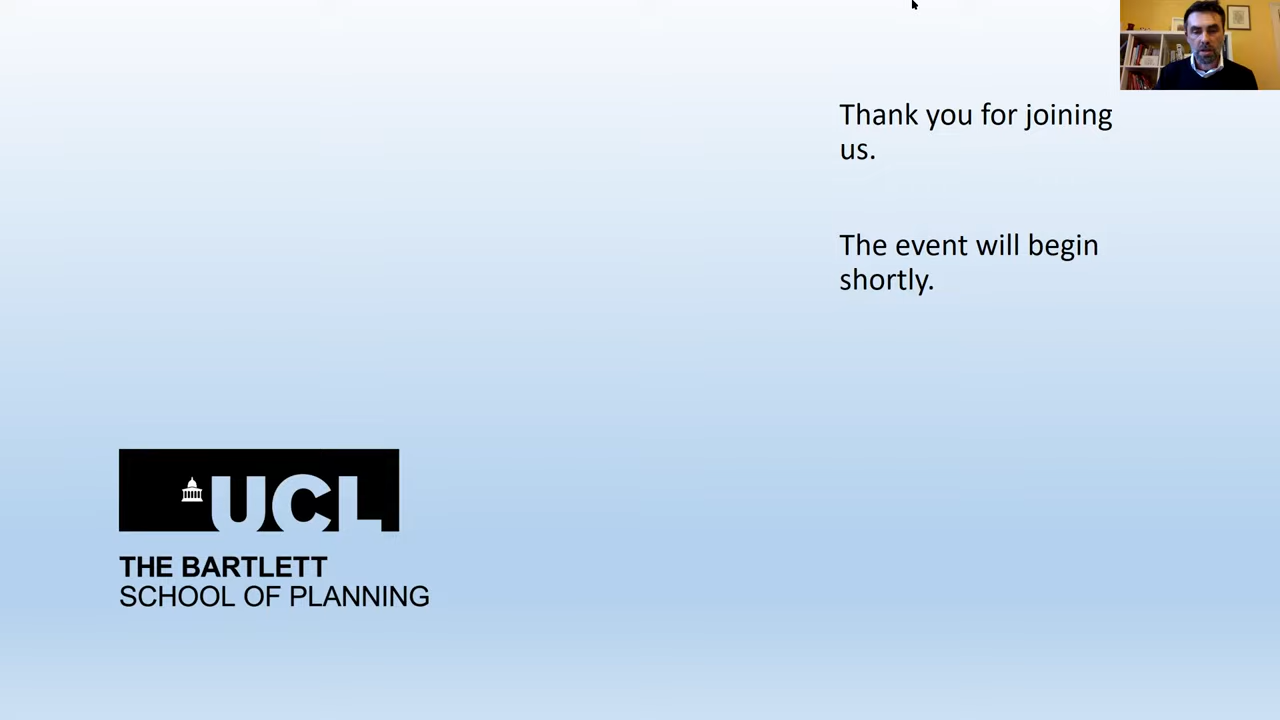 Thank you for joining
us.
The event will begin
shortly.
UCL
THE BARTLETT
SCHOOL OF PLANNING